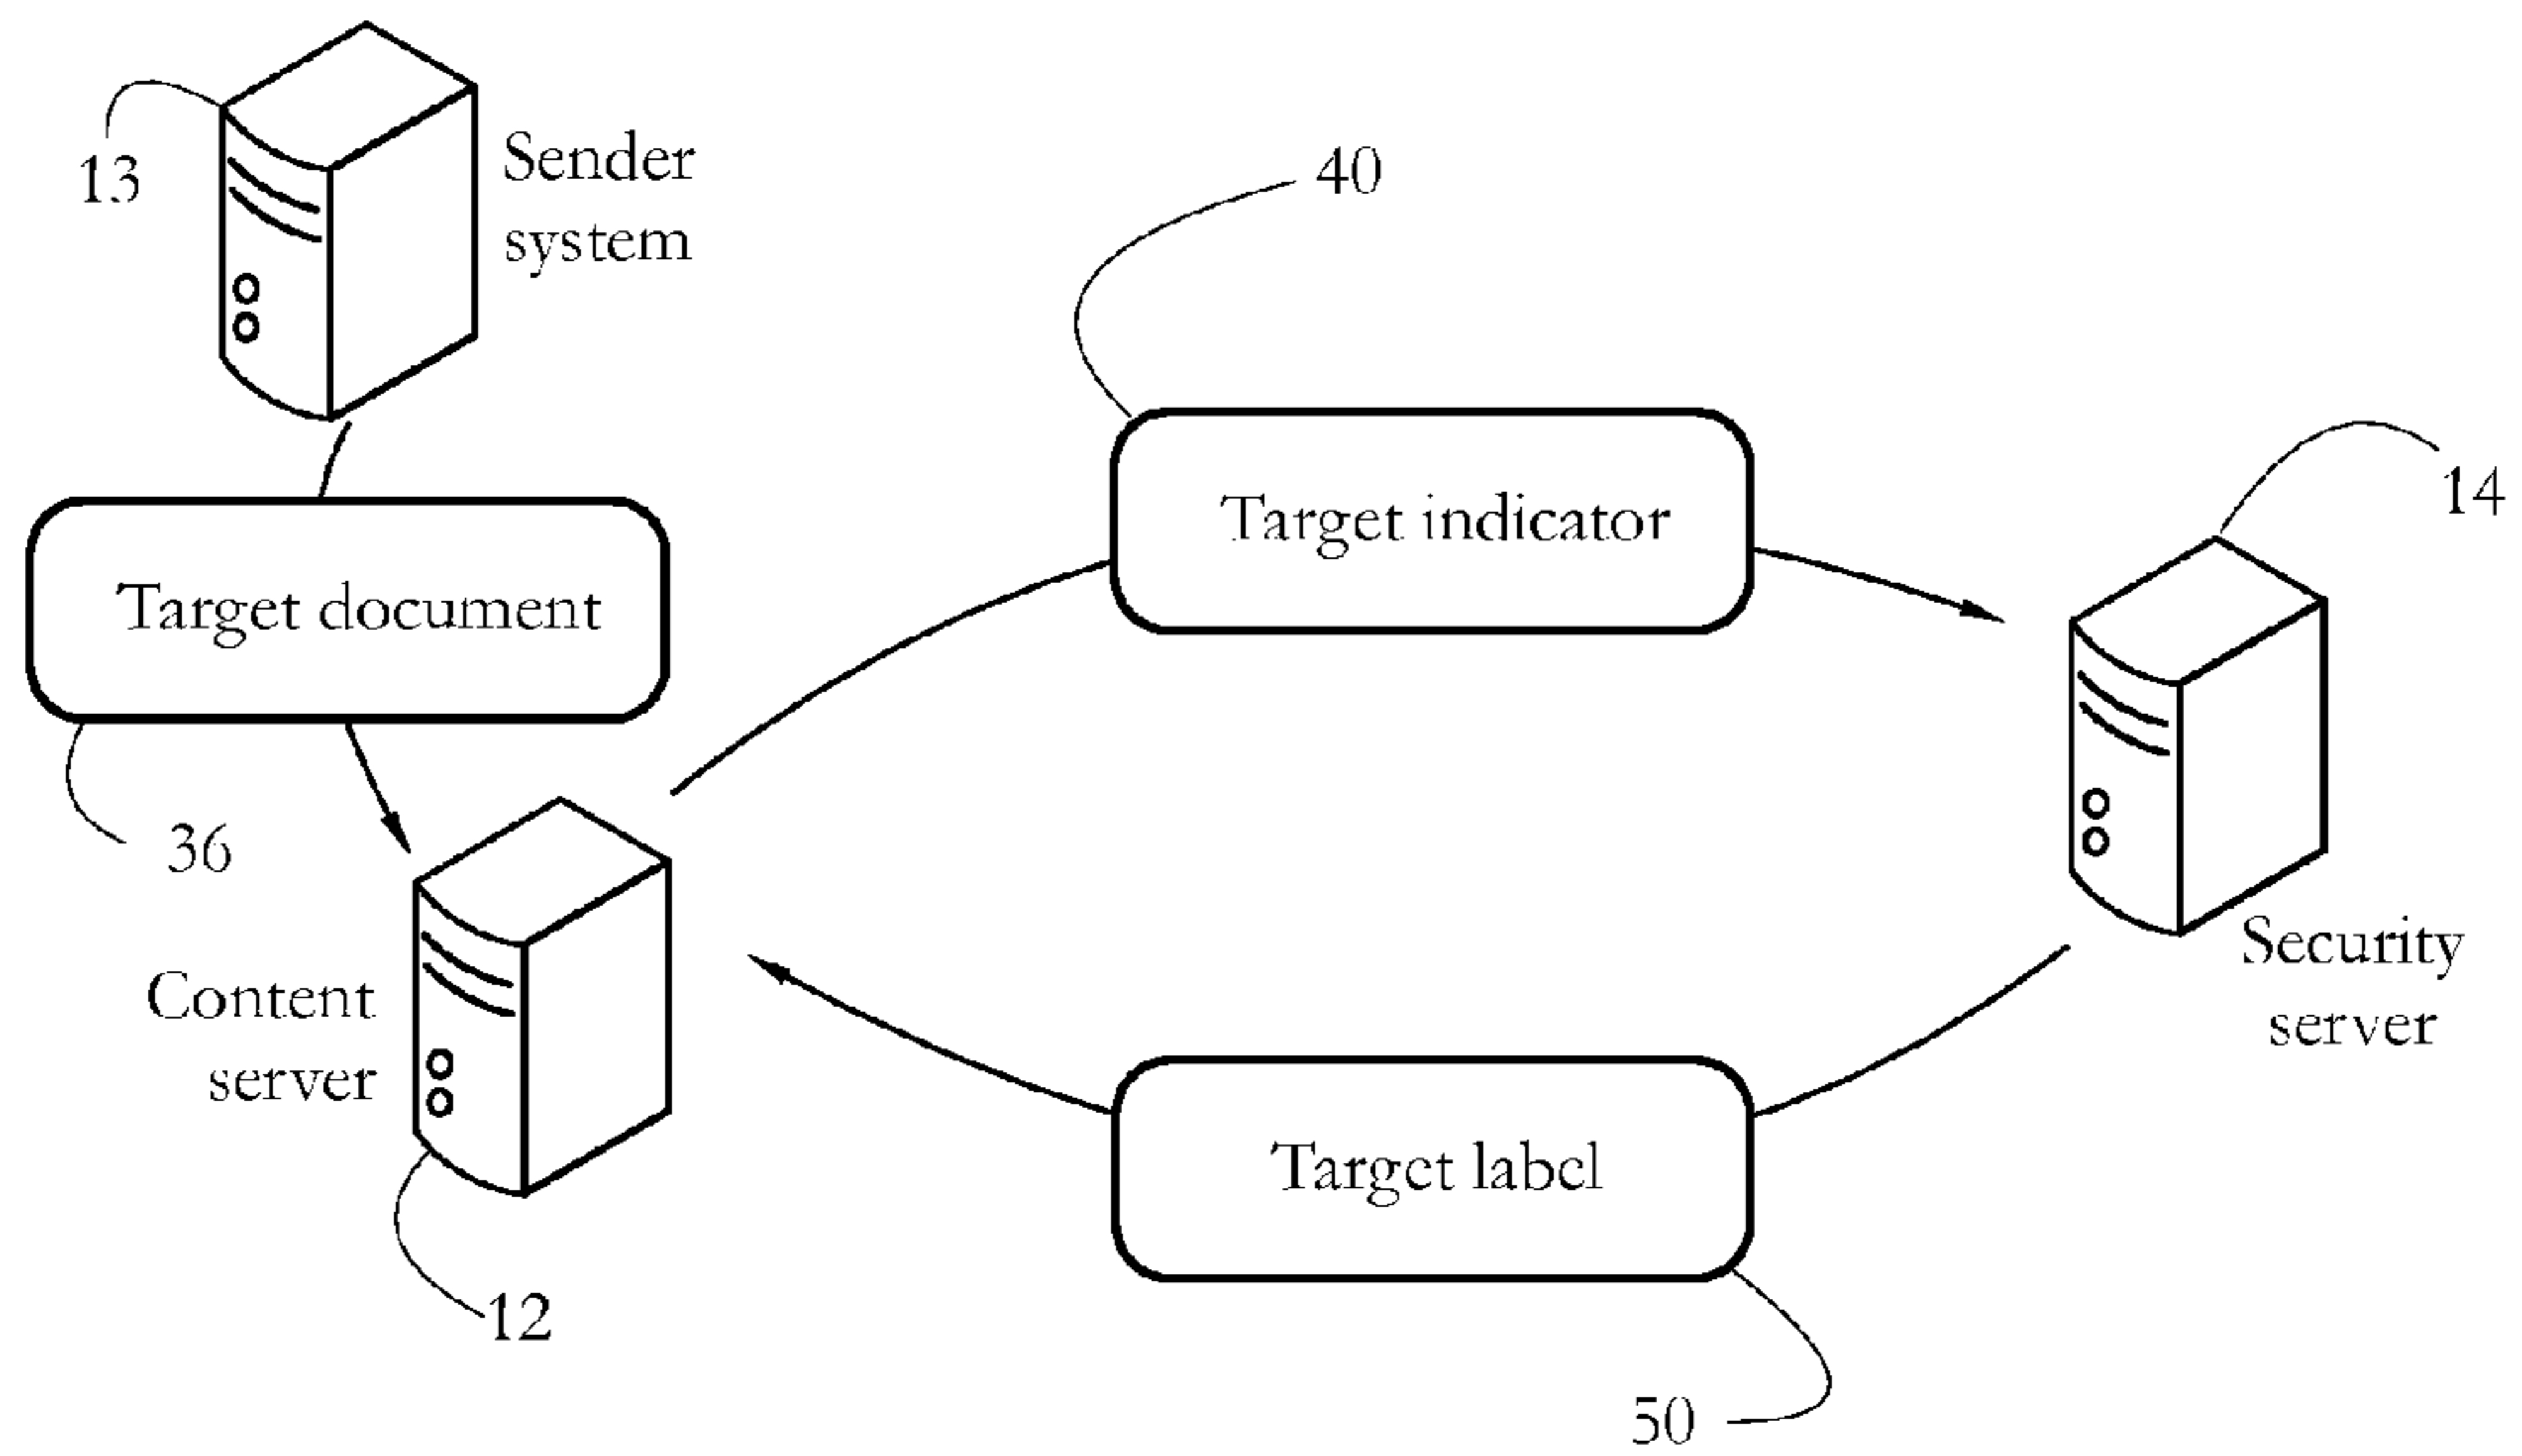 13
Sender
system
40
Target indicator
14
Target document
36
Content
server
12
Security
server
Target label
50